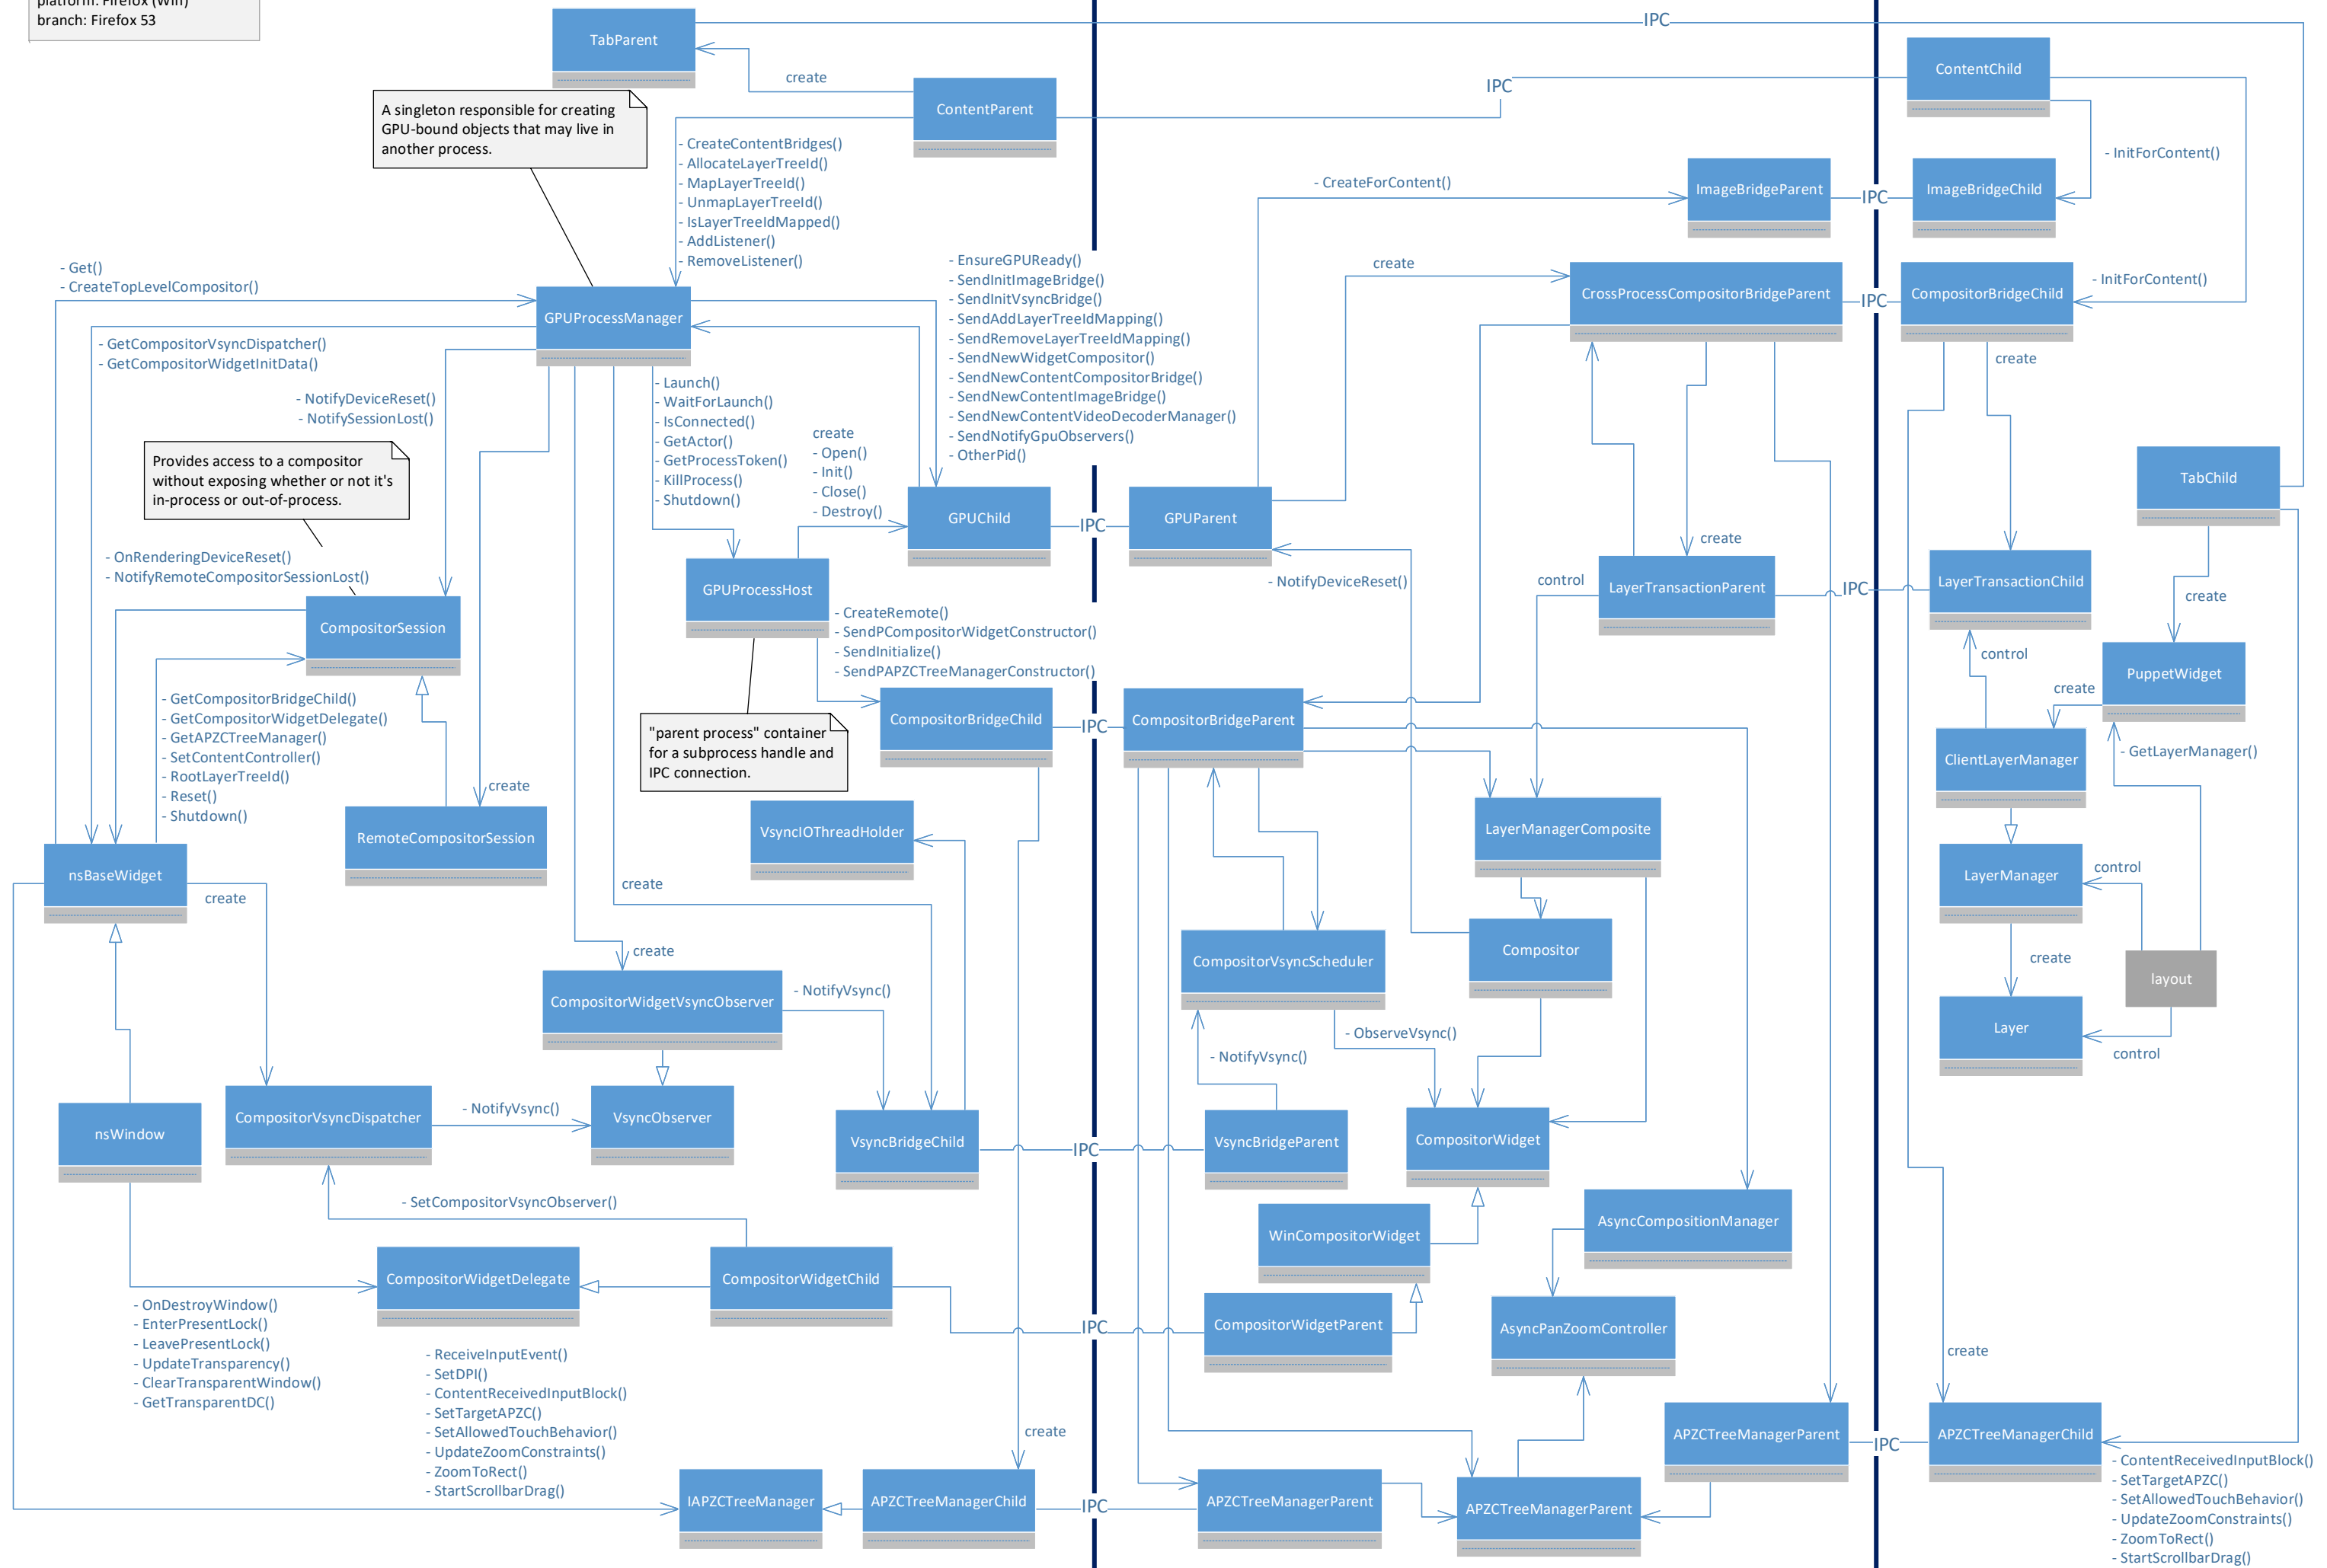 platform: Firefox (Win)
branch: Firefox 53
TabParent
create
ContentParent
IPC
IPC
ContentChild
A singleton responsible for creating
GPU-bound objects that may live in
another process.
- CreateContentBridges()
- AllocateLayerTreeId()
- MapLayerTreeId()
- UnmapLayerTreeId()
- IsLayerTreeIdMapped()
- AddListener()
- RemoveListener()
- InitForContent()
- CreateForContent()
ImageBridgeParent
IPC
ImageBridgeChild
- Get()
- CreateTopLevelCompositor()
GPUProcessManager
- EnsureGPUReady()
- SendInitImageBridge()
- SendInitVsyncBridge()
- SendAddLayerTreeIdMapping()
- SendRemoveLayerTreeIdMapping()
- SendNewWidgetCompositor()
- SendNewContentCompositorBridge()
- SendNewContentImageBridge()
- SendNewContentVideoDecoderManager()
- SendNotifyGpuObservers()
- OtherPid()
create
CrossProcessCompositorBridgeParent
IPC
CompositorBridgeChild
- InitForContent()
create
- GetCompositorVsyncDispatcher()
- GetCompositorWidgetInitData()
- NotifyDeviceReset()
- NotifySessionLost()
- Launch()
- WaitForLaunch()
- IsConnected()
- GetActor()
- GetProcessToken()
- KillProcess()
- Shutdown()
create
- Open()
- Init()
- Close()
- Destroy()
Provides access to a compositor
without exposing whether or not it's
in-process or out-of-process.
GPUChild
IPC
GPUParent
TabChild
- OnRenderingDeviceReset()
- NotifyRemoteCompositorSessionLost()
GPUProcessHost
- NotifyDeviceReset()
create
control
LayerTransactionParent
IPC
LayerTransactionChild
create
CompositorSession
- CreateRemote()
- SendPCompositorWidgetConstructor()
- SendInitialize()
- SendPAPZCTreeManagerConstructor()
control
PuppetWidget
create
- GetCompositorBridgeChild()
- GetCompositorWidgetDelegate()
- GetAPZCTreeManager()
- SetContentController()
- RootLayerTreeId()
- Reset()
- Shutdown()
"parent process" container
for a subprocess handle and
IPC connection.
CompositorBridgeChild
IPC
CompositorBridgeParent
ClientLayerManager
- GetLayerManager()
create
RemoteCompositorSession
VsyncIOThreadHolder
LayerManagerComposite
nsBaseWidget
create
create
LayerManager
control
create
CompositorVsyncScheduler
Compositor
create
layout
CompositorWidgetVsyncObserver
- NotifyVsync()
- ObserveVsync()
- NotifyVsync()
Layer
control
nsWindow
CompositorVsyncDispatcher
- NotifyVsync()
VsyncObserver
VsyncBridgeChild
IPC
VsyncBridgeParent
CompositorWidget
- SetCompositorVsyncObserver()
WinCompositorWidget
AsyncCompositionManager
CompositorWidgetDelegate
CompositorWidgetChild
IPC
CompositorWidgetParent
AsyncPanZoomController
- OnDestroyWindow()
- EnterPresentLock()
- LeavePresentLock()
- UpdateTransparency()
- ClearTransparentWindow()
- GetTransparentDC()
- ReceiveInputEvent()
- SetDPI()
- ContentReceivedInputBlock()
- SetTargetAPZC()
- SetAllowedTouchBehavior()
- UpdateZoomConstraints()
- ZoomToRect()
- StartScrollbarDrag()
create
create
APZCTreeManagerParent
IPC
APZCTreeManagerChild
IAPZCTreeManager
APZCTreeManagerChild
IPC
APZCTreeManagerParent
APZCTreeManagerParent
- ContentReceivedInputBlock()
- SetTargetAPZC()
- SetAllowedTouchBehavior()
- UpdateZoomConstraints()
- ZoomToRect()
- StartScrollbarDrag()